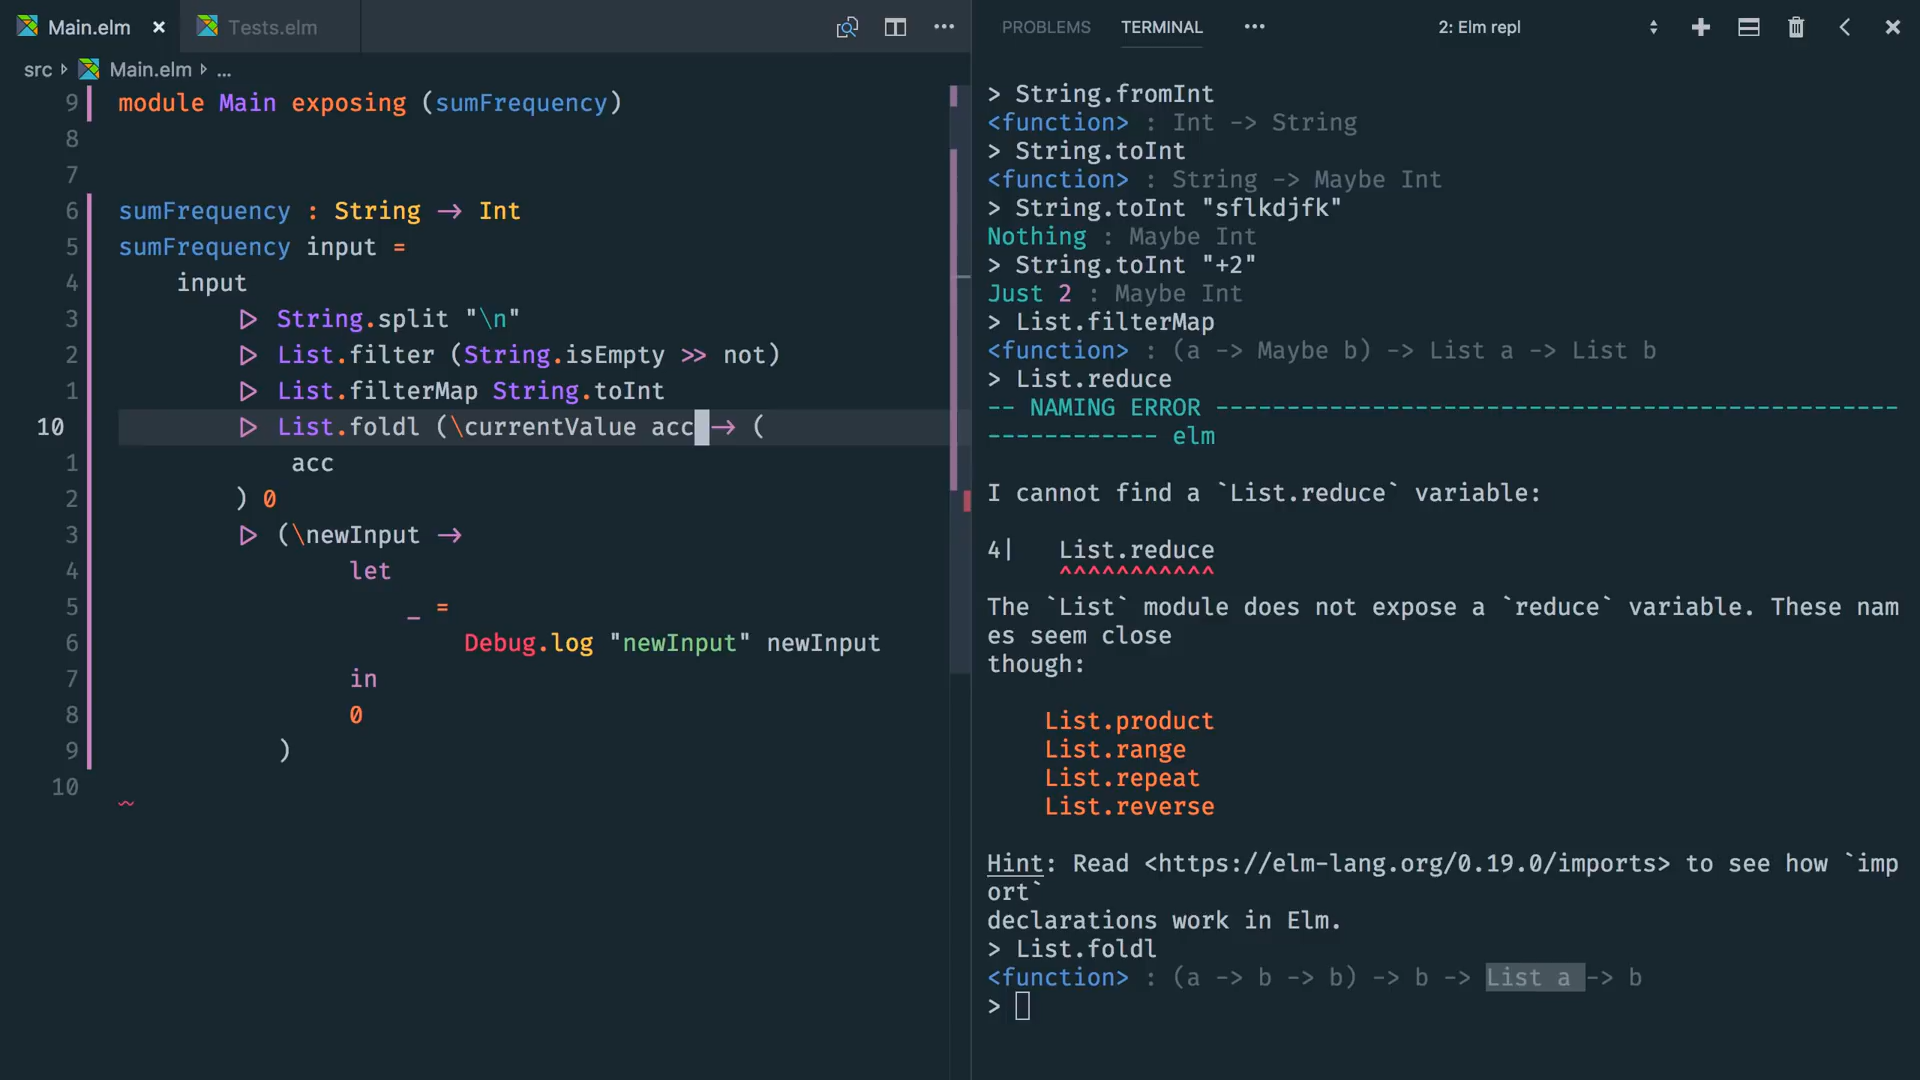 Main.elm
Tests.elm
src Main.elm ...
9 module Main exposing (sumFrequency)
8
7
6 sumFrequency : String → Int
5 sumFrequency input =
4 input
3 ▷ String.split "\n"
2 ▷ List.filter (String.isEmpty >> not)
1 ▷ List.filterMap String.toInt
10 ▷ List.foldl (\currentValue acc → (
1 acc
2 ) 0
3 ▷ (\newInput →
4 let
5 _ =
6 Debug.log "newInput" newInput
7 in
8 0
9 )
10
PROBLEMS TERMINAL ... 2: Elm repl
> String.fromInt
<function> : Int -> String
> String.toInt
<function> : String -> Maybe Int
> String.toInt "sflkdjfk"
Nothing : Maybe Int
> String.toInt "+2"
Just 2 : Maybe Int
> List.filterMap
<function> : (a -> Maybe b) -> List a -> List b
> List.reduce
-- NAMING ERROR ------------------------------------------------
------------ elm
I cannot find a `List.reduce` variable:
4| List.reduce
^^^^^^^^^^^
The `List` module does not expose a `reduce` variable. These nam
es seem close
though:
List.product
List.range
List.repeat
List.reverse
Hint: Read <https://elm-lang.org/0.19.0/imports> to see how `imp
ort`
declarations work in Elm.
> List.foldl
<function> : (a -> b -> b) -> b -> List a -> b
>